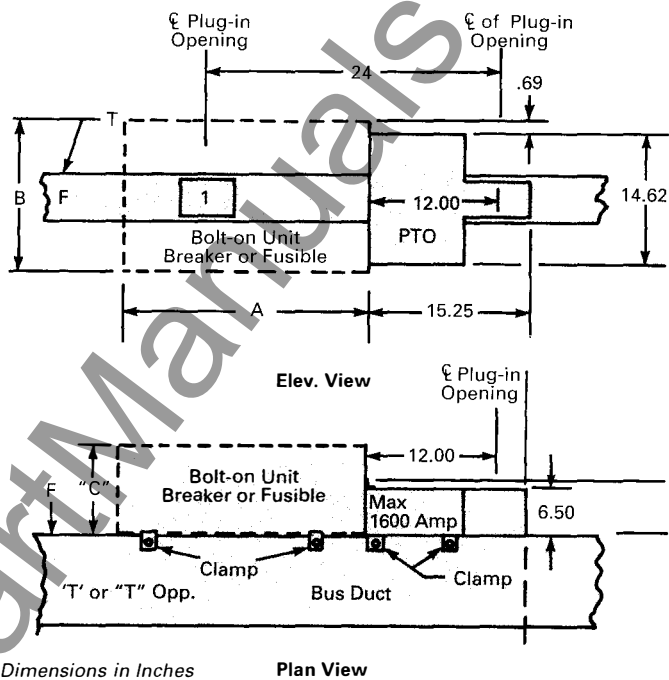 ℄ Plug-in
Opening
℄ of Plug-in
Opening
24
.69
T
B
F
1
12.00
14.62
PTO
Bolt-on Unit
Breaker or Fusible
A
15.25
Elev. View
℄ Plug-in
Opening
12.00
F
"C"
Bolt-on Unit
Breaker or Fusible
Max
1600 Amp
6.50
Clamp
Clamp
'T' or "T" Opp.
Bus Duct
Dimensions in Inches
Plan View
artManuals